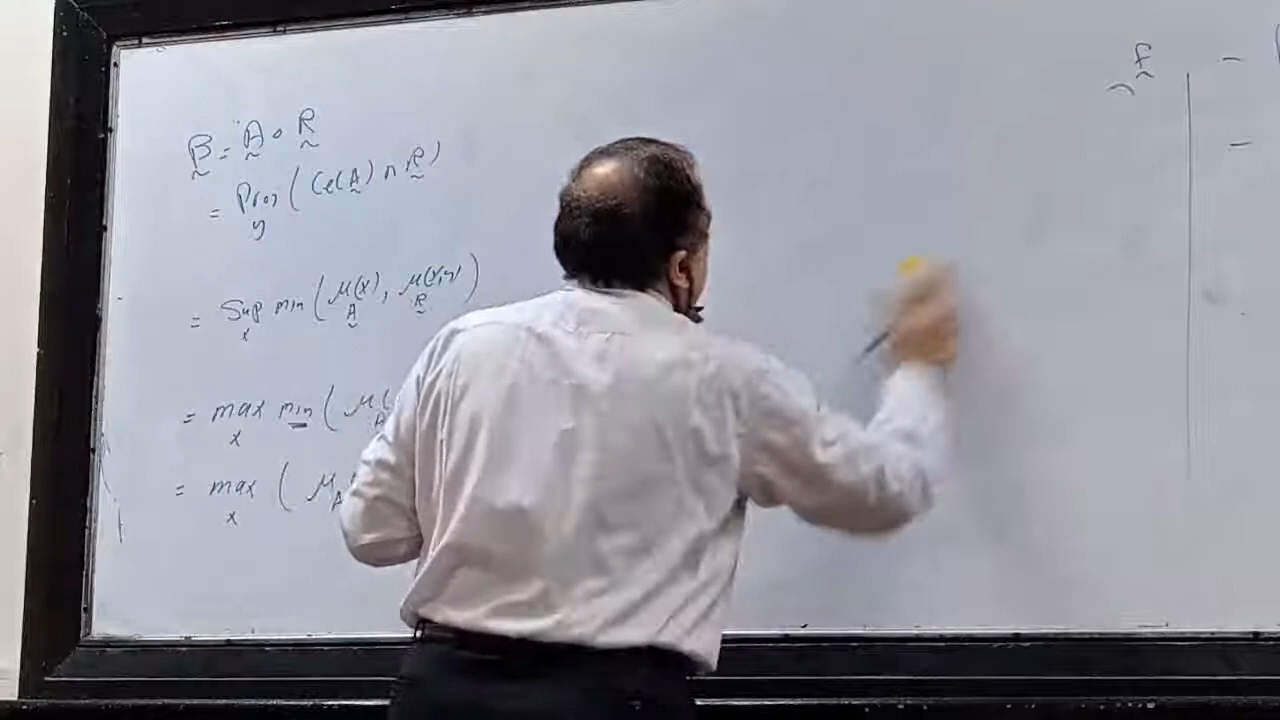 B = A ∘ R
= Proj y ( Ce(A) ∩ R )
= Sup x min ( μ A (x), μ R (x,y) )
= max x min ( μ A (
= max x ( μ A
f